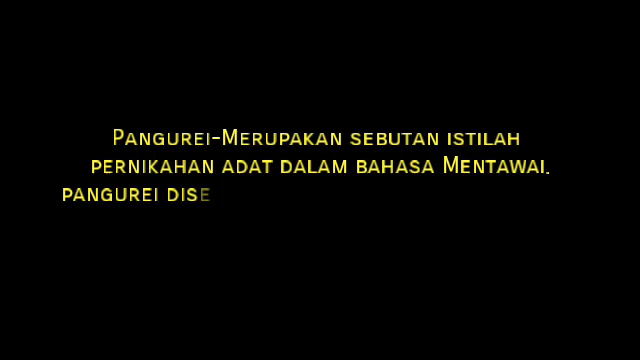 Pangurei-Merupakan sebutan istilah
pernikahan adat dalam bahasa Mentawai.
pangurei dise